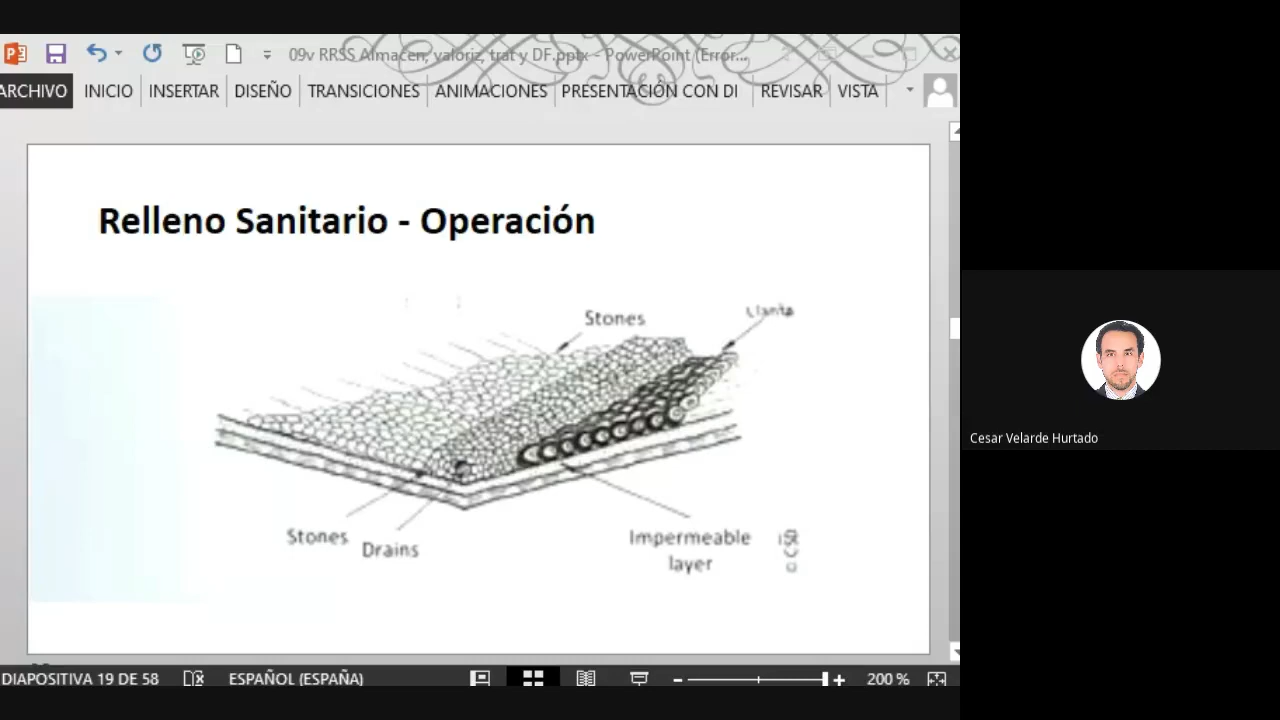 09v RRSS Almacen, valoriz, trat y DF.pptx - PowerPoint (Error...
ARCHIVO INICIO INSERTAR DISEÑO TRANSICIONES ANIMACIONES PRESENTACIÓN CON DI REVISAR VISTA
Relleno Sanitario - Operación
Stones
Stones
Drains
Impermeable
layer
Cesar Velarde Hurtado
DIAPOSITIVA 19 DE 58 ESPAÑOL (ESPAÑA) 200 %